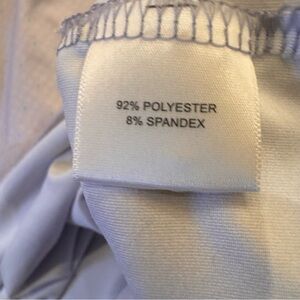 92% POLYESTER
8% SPANDEX